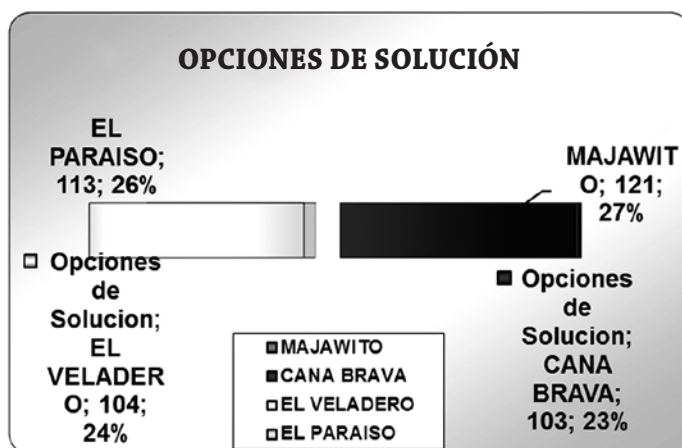 OPCIONES DE SOLUCIÓN
EL
PARAISO;
113; 26%
MAJAWIT
O; 121;
27%
Opciones
de
Solucion;
EL
VELADER
O; 104;
24%
Opciones
de
Solucion;
CANA
BRAVA;
103; 23%
MAJAWITO
CANA BRAVA
EL VELADERO
EL PARAISO